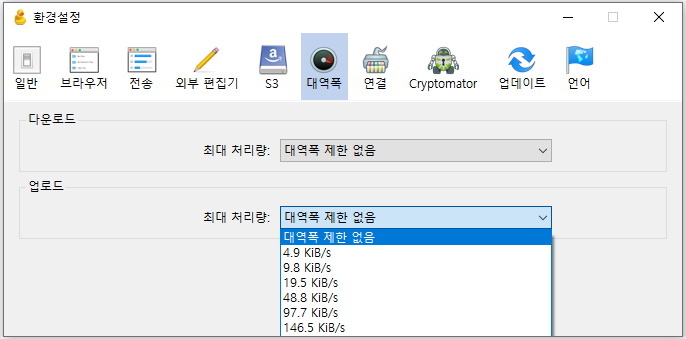 환경설정
일반 브라우저 전송 외부 편집기 S3 대역폭 연결 Cryptomator 업데이트 언어
다운로드
최대 처리량: 대역폭 제한 없음
업로드
최대 처리량: 대역폭 제한 없음
대역폭 제한 없음
4.9 KiB/s
9.8 KiB/s
19.5 KiB/s
48.8 KiB/s
97.7 KiB/s
146.5 KiB/s